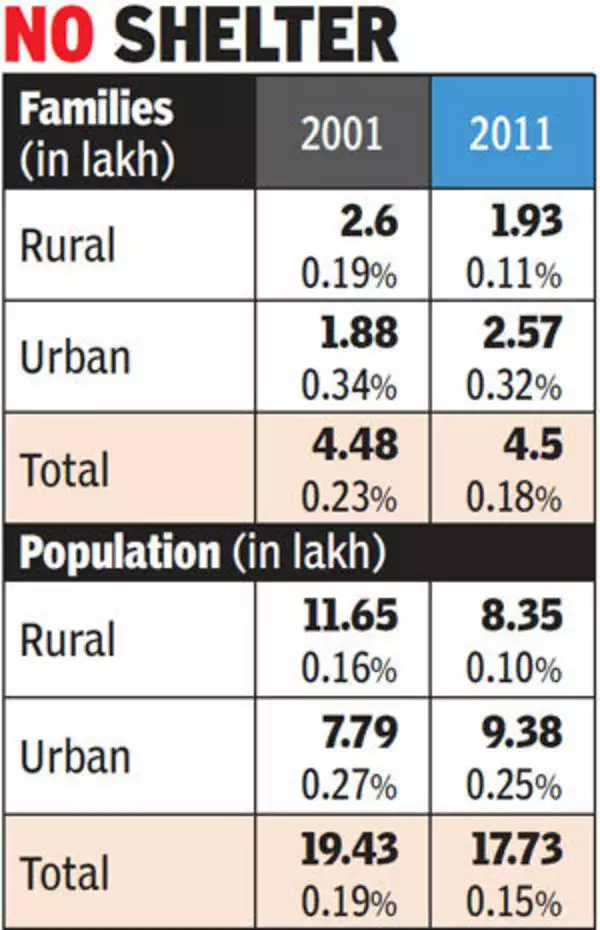 NO SHELTER
Families
(in lakh)
2001
2011
Rural
2.6
0.19%
1.93
0.11%
Urban
1.88
0.34%
2.57
0.32%
Total
4.48
0.23%
4.5
0.18%
Population (in lakh)
Rural
11.65
0.16%
8.35
0.10%
Urban
7.79
0.27%
9.38
0.25%
Total
19.43
0.19%
17.73
0.15%